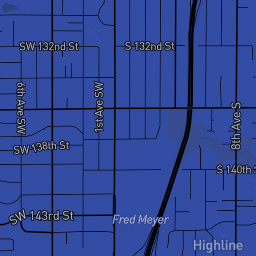 SW 132nd St
S 132nd St
6th Ave SW
1st Ave SW
8th Ave S
SW 138th St
S 140th S
SW 143rd St
Fred Meyer
Highline